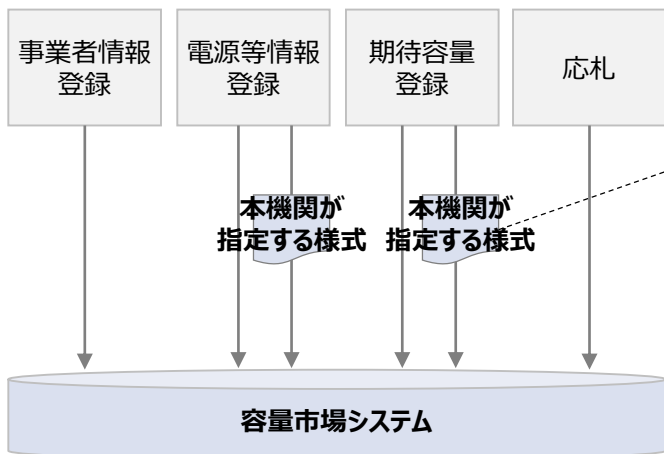 事業者情報
登録
電源等情報
登録
期待容量
登録
応札
本機関が
指定する様式
本機関が
指定する様式
容量市場システム